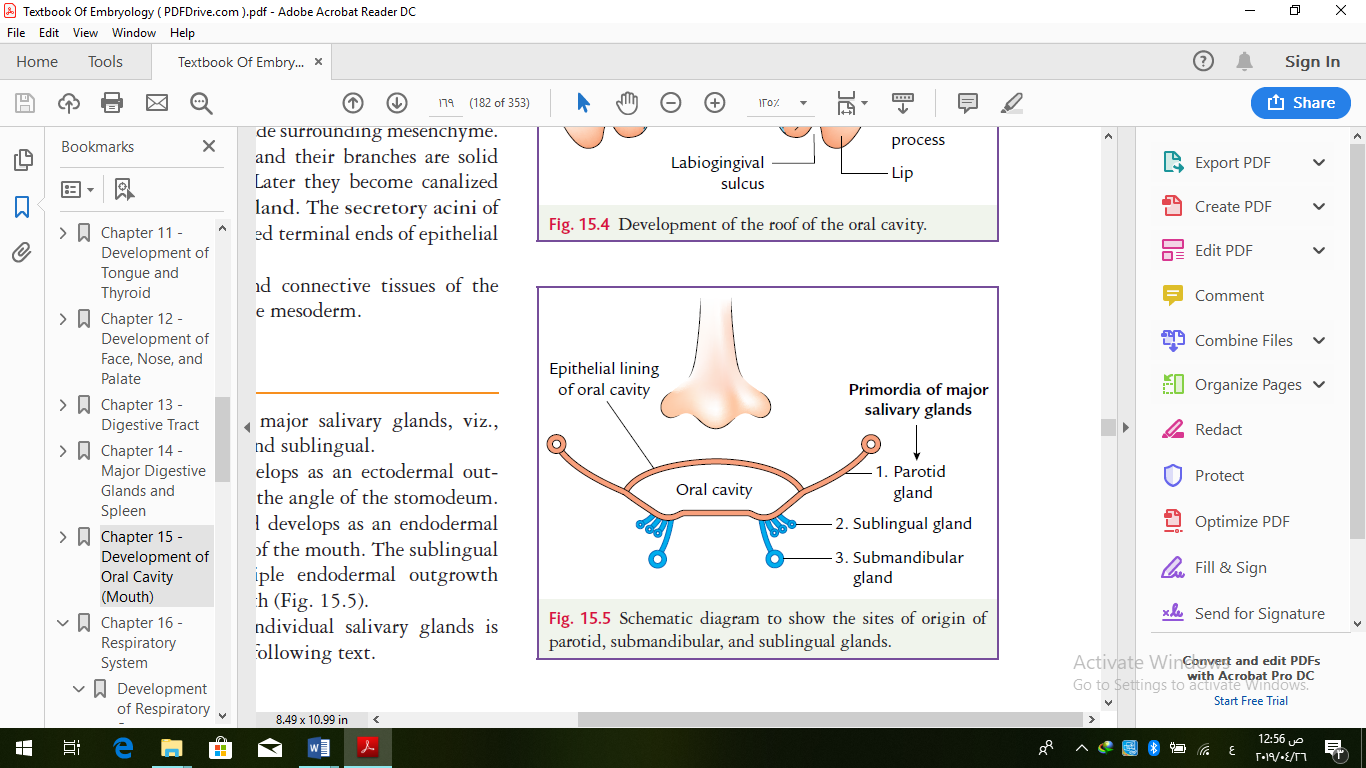 Textbook Of Embryology ( PDFDrive.com ).pdf - Adobe Acrobat Reader DC
File Edit View Window Help
Home Tools Textbook Of Embry... × Sign In
١٦٩ (182 of 353) ١٢٥٪ Share
Bookmarks
Chapter 11 -
Development of
Tongue and
Thyroid
Chapter 12 -
Development of
Face, Nose, and
Palate
Chapter 13 -
Digestive Tract
Chapter 14 -
Major Digestive
Glands and
Spleen
Chapter 15 -
Development of
Oral Cavity
(Mouth)
Chapter 16 -
Respiratory
System
Development
of Respiratory
de surrounding mesenchyme.
and their branches are solid
Later they become canalized
land. The secretory acini of
ed terminal ends of epithelial
nd connective tissues of the
e mesoderm.
major salivary glands, viz.,
nd sublingual.
elops as an ectodermal out-
the angle of the stomodeum.
d develops as an endodermal
of the mouth. The sublingual
iple endodermal outgrowth
th (Fig. 15.5).
ndividual salivary glands is
following text.
8.49 x 10.99 in
process
Labiogingival
sulcus
Lip
Fig. 15.4 Development of the roof of the oral cavity.
Epithelial lining
of oral cavity
Primordia of major
salivary glands
Oral cavity
1. Parotid
gland
2. Sublingual gland
3. Submandibular
gland
Fig. 15.5 Schematic diagram to show the sites of origin of
parotid, submandibular, and sublingual glands.
Export PDF
Create PDF
Edit PDF
Comment
Combine Files
Organize Pages
Redact
Protect
Optimize PDF
Fill & Sign
Send for Signature
Convert and edit PDFs
with Acrobat Pro DC
Start Free Trial
Activate Windows
Go to Settings to activate Windows.
ع
12:56 ص
٢٠١٩/٠٤/٢٦
٣